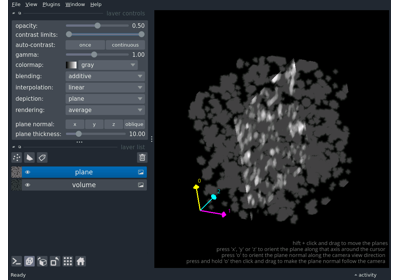 File View Plugins Window Help
layer controls
opacity: 0.50
contrast limits:
auto-contrast: once continuous
gamma: 1.00
colormap: gray
blending: additive
interpolation: linear
depiction: plane
rendering: average
plane normal: x y z oblique
plane thickness: 10.00
layer list
plane
volume
0
2
shift + click and drag to move the planes
press 'x', 'y' or 'z' to orient the plane along that axis around the cursor
press 'o' to orient the plane normal along the camera view direction
press and hold 'o' then click and drag to make the plane normal follow the camera
Ready
activity